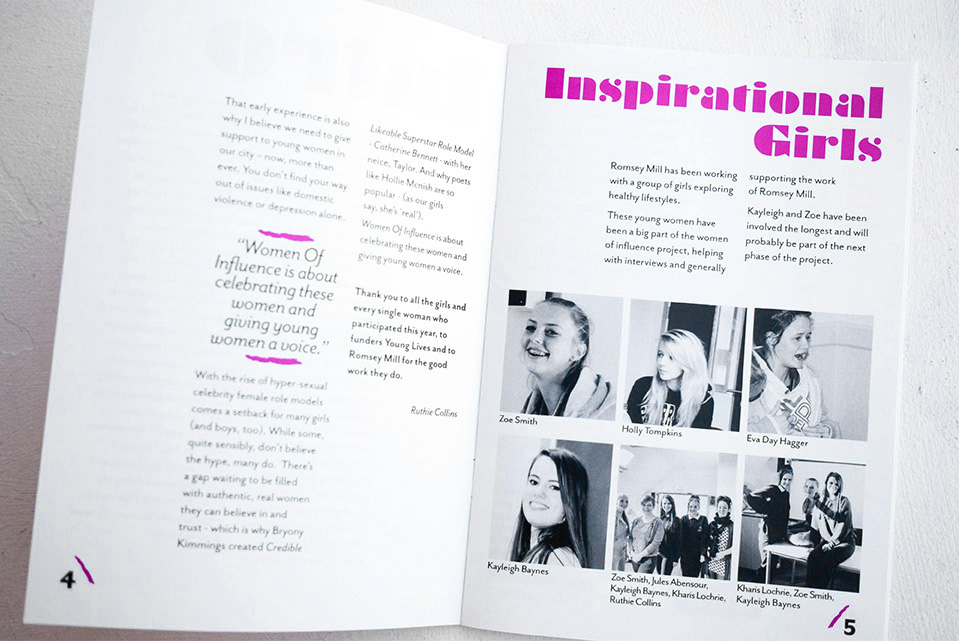 That early experience is also
why I believe we need to give
support to young women in
our city – now, more than
ever. You don't find your way
out of issues like domestic
violence or depression alone.
"Women Of
Influence is about
celebrating these
women and
giving young
women a voice."
With the rise of hyper-sexual
celebrity female role models
comes a setback for many girls
(and boys, too). While some,
quite sensibly, don't believe
the hype, many do. There's
a gap waiting to be filled
with authentic, real women
they can believe in and
trust - which is why Bryony
Kimmings created Credible
Likeable Superstar Role Model
- Catherine Bennett - with her
neice, Taylor. And why poets
like Hollie Mcnish are so
popular - (as our girls
say, she's 'real').
Women Of Influence is about
celebrating these women and
giving young women a voice.
Thank you to all the girls and
every single woman who
participated this year, to
funders Young Lives and to
Romsey Mill for the good
work they do.
Ruthie Collins
4
Inspirational
Girls
Romsey Mill has been working
with a group of girls exploring
healthy lifestyles.
These young women have
been a big part of the women
of influence project, helping
with interviews and generally
supporting the work
of Romsey Mill.
Kayleigh and Zoe have been
involved the longest and will
probably be part of the next
phase of the project.
Zoe Smith
Holly Tompkins
Eva Day Hagger
Kayleigh Baynes
Zoe Smith, Jules Abensour,
Kayleigh Baynes, Kharis Lochrie,
Ruthie Collins
Kharis Lochrie, Zoe Smith,
Kayleigh Baynes
5